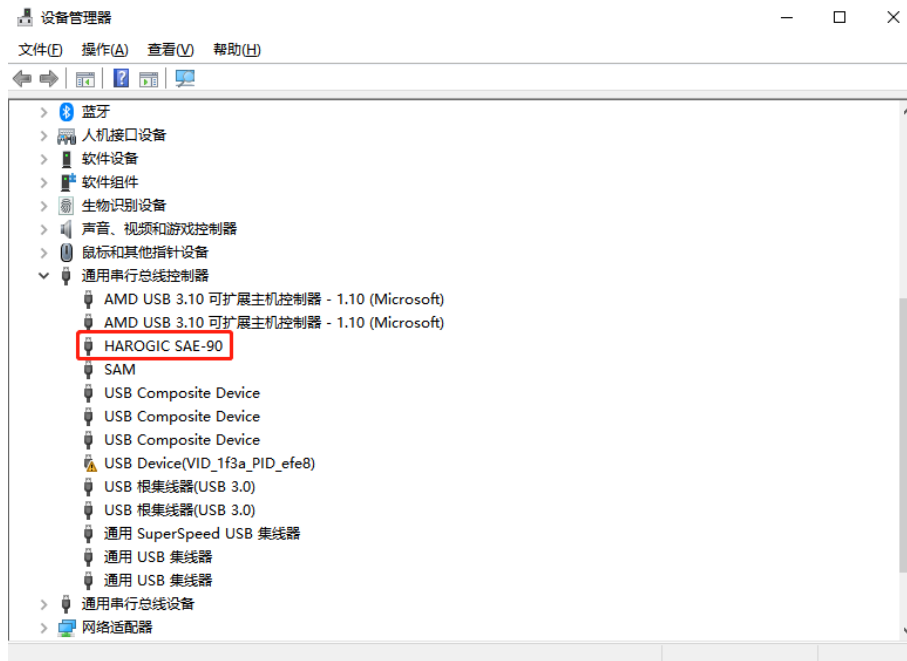 设备管理器
文件(F) 操作(A) 查看(V) 帮助(H)
蓝牙
人机接口设备
软件设备
软件组件
生物识别设备
声音、视频和游戏控制器
鼠标和其他指针设备
通用串行总线控制器
AMD USB 3.10 可扩展主机控制器 - 1.10 (Microsoft)
AMD USB 3.10 可扩展主机控制器 - 1.10 (Microsoft)
HAROGIC SAE-90
SAM
USB Composite Device
USB Composite Device
USB Composite Device
USB Device(VID_1f3a_PID_efe8)
USB 根集线器(USB 3.0)
USB 根集线器(USB 3.0)
通用 SuperSpeed USB 集线器
通用 USB 集线器
通用 USB 集线器
通用串行总线设备
网络适配器